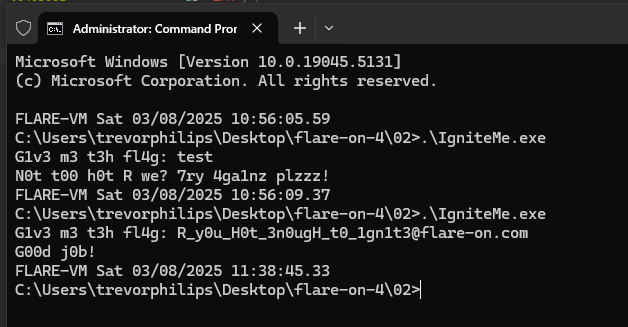 Administrator: Command Pror
Microsoft Windows [Version 10.0.19045.5131]
(c) Microsoft Corporation. All rights reserved.
FLARE-VM Sat 03/08/2025 10:56:05.59
C:\Users\trevorphilips\Desktop\flare-on-4\02>.\IgniteMe.exe
G1v3 m3 t3h fl4g: test
N0t t00 h0t R we? 7ry 4ga1nz plzzz!
FLARE-VM Sat 03/08/2025 10:56:09.37
C:\Users\trevorphilips\Desktop\flare-on-4\02>.\IgniteMe.exe
G1v3 m3 t3h fl4g: R_y0u_H0t_3n0ugH_t0_1gn1t3@flare-on.com
G00d j0b!
FLARE-VM Sat 03/08/2025 11:38:45.33
C:\Users\trevorphilips\Desktop\flare-on-4\02>